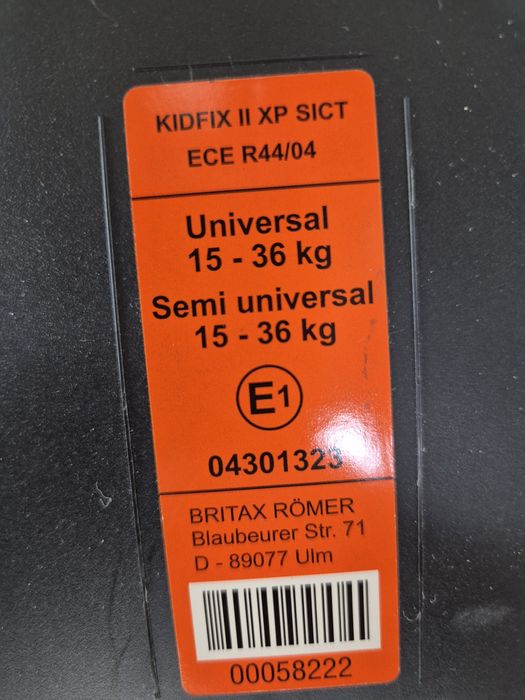 KIDFIX II XP SICT
ECE R44/04
Universal
15 - 36 kg
Semi universal
15 - 36 kg
E1
04301323
BRITAX RÖMER
Blaubeurer Str. 71
D - 89077 Ulm
00058222